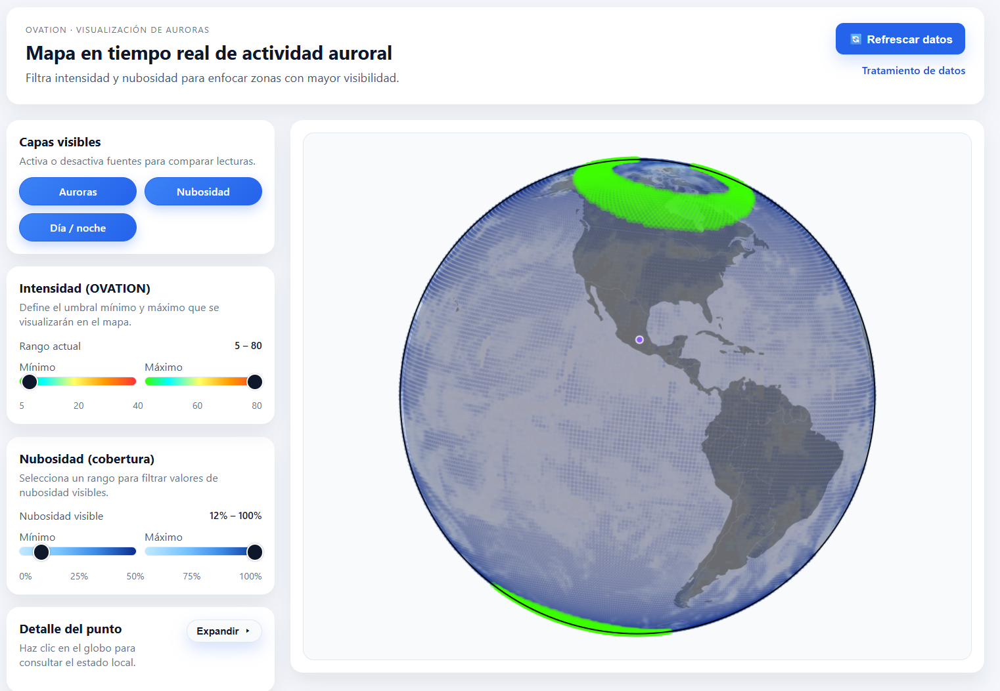 OVATION · VISUALIZACIÓN DE AURORAS
Mapa en tiempo real de actividad auroral
Filtra intensidad y nubosidad para enfocar zonas con mayor visibilidad.
Refrescar datos
Tratamiento de datos
Capas visibles
Activa o desactiva fuentes para comparar lecturas.
Auroras
Nubosidad
Día / noche
Intensidad (OVATION)
Define el umbral mínimo y máximo que se
visualizarán en el mapa.
Rango actual 5 – 80
Mínimo Máximo
5 20 40 60 80
Nubosidad (cobertura)
Selecciona un rango para filtrar valores de
nubosidad visibles.
Nubosidad visible 12% – 100%
Mínimo Máximo
0% 25% 50% 75% 100%
Detalle del punto
Expandir
Haz clic en el globo para
consultar el estado local.